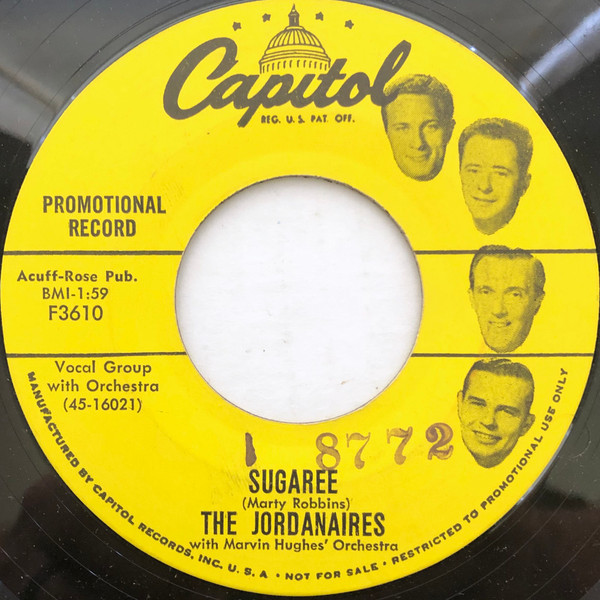 Capitol
REG. U.S. PAT. OFF.
PROMOTIONAL
RECORD
Acuff-Rose Pub.
BMI-1:59
F3610
Vocal Group
with Orchestra
(45-16021)
1 8772
SUGAREE
(Marty Robbins)
THE JORDANAIRES
with Marvin Hughes' Orchestra
MANUFACTURED BY CAPITOL RECORDS, INC. U. S. A • NOT FOR SALE • RESTRICTED TO PROMOTIONAL USE ONLY